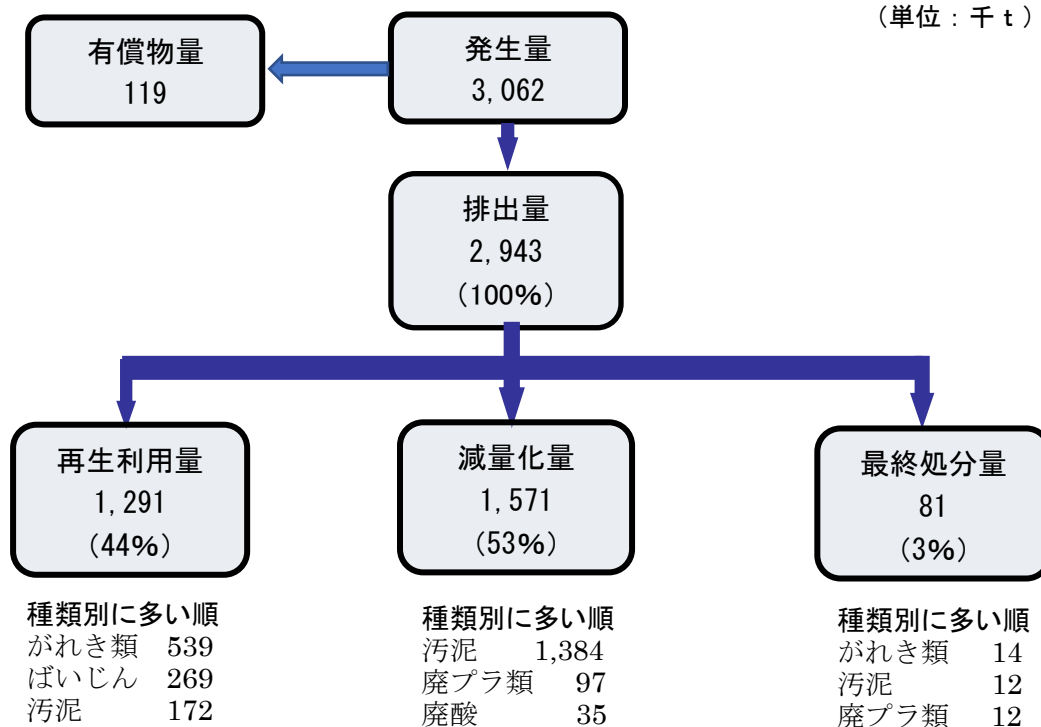 （単位：千ｔ）
有償物量
119
発生量
3,062
排出量
2,943
（100%）
再生利用量
1,291
（44%）
減量化量
1,571
（53%）
最終処分量
81
（3%）
種類別に多い順
がれき類 539
ばいじん 269
汚泥 172
種類別に多い順
汚泥 1,384
廃プラ類 97
廃酸 35
種類別に多い順
がれき類 14
汚泥 12
廃プラ類 12